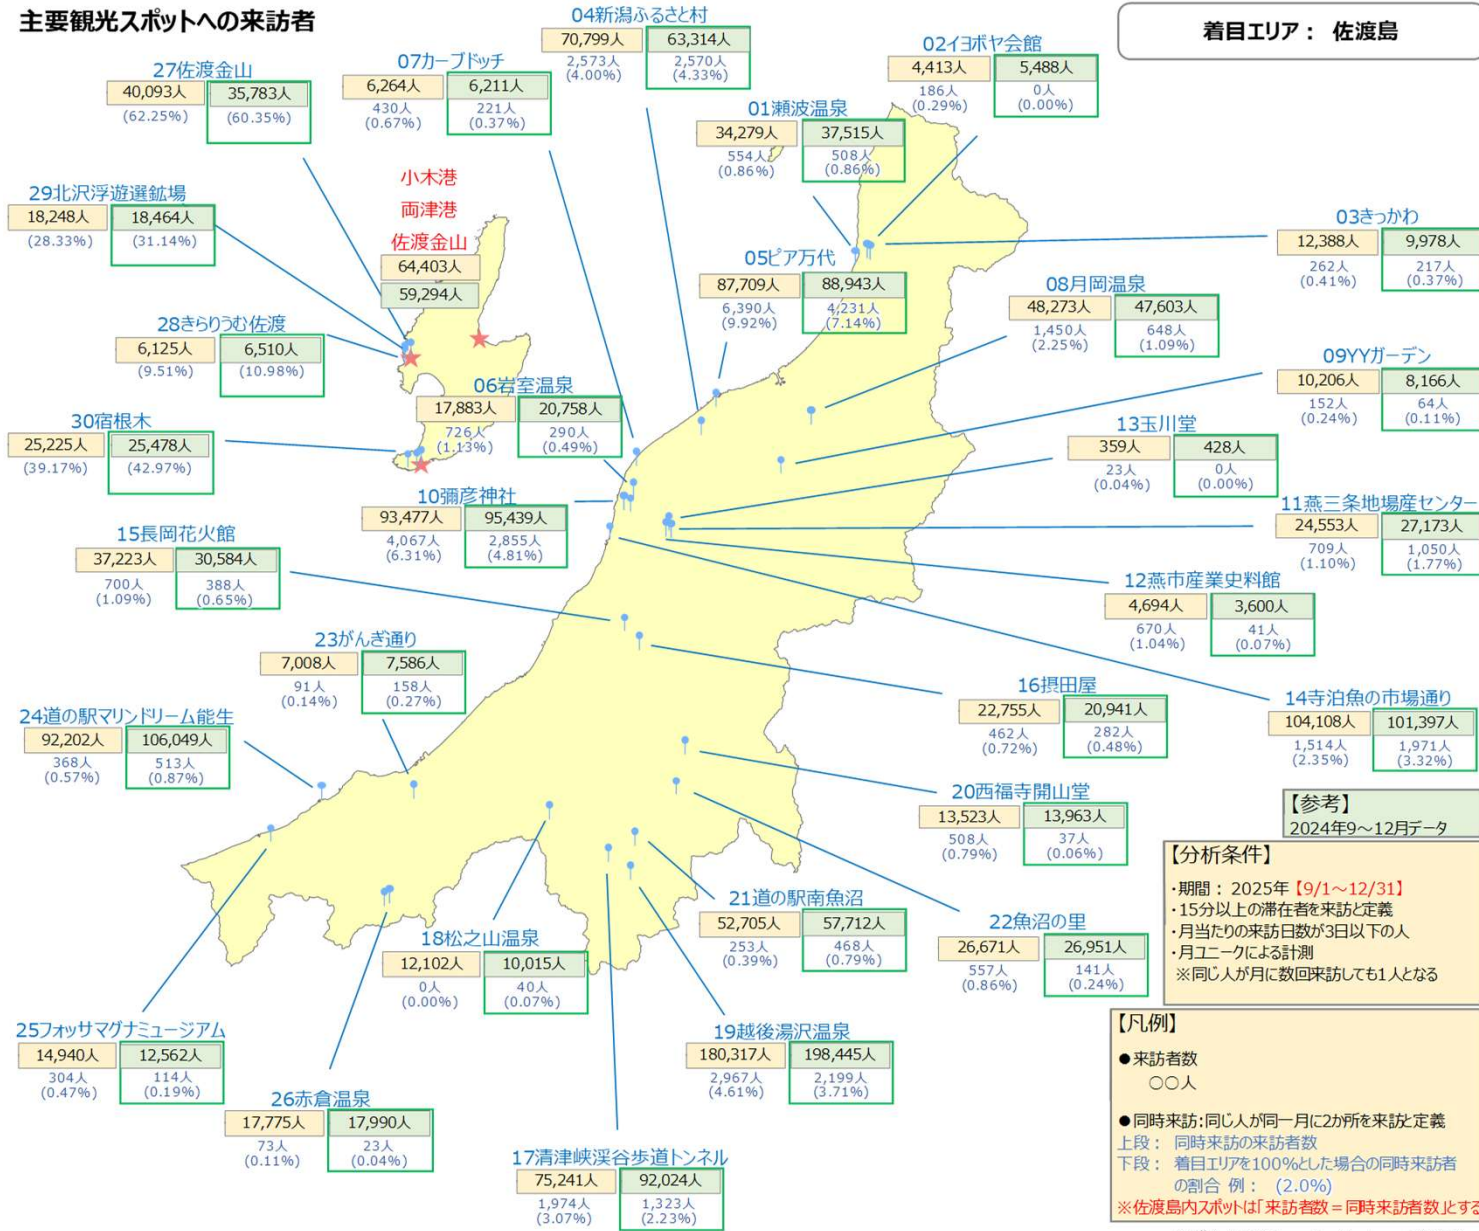 主要観光スポットへの来訪者
着目エリア： 佐渡島
04新潟ふるさと村
70,799人 63,314人
2,573人 2,570人
(4.00%) (4.33%)
02イヨボヤ会館
4,413人 5,488人
186人 0人
(0.29%) (0.00%)
27佐渡金山
40,093人 35,783人
(62.25%) (60.35%)
07カーブドッチ
6,264人 6,211人
430人 221人
(0.67%) (0.37%)
01瀬波温泉
34,279人 37,515人
554人 508人
(0.86%) (0.86%)
29北沢浮遊選鉱場
18,248人 18,464人
(28.33%) (31.14%)
小木港
両津港
佐渡金山
64,403人
59,294人
03きっかわ
12,388人 9,978人
262人 217人
(0.41%) (0.37%)
05ピア万代
87,709人 88,943人
6,390人 4,231人
(9.92%) (7.14%)
08月岡温泉
48,273人 47,603人
1,450人 648人
(2.25%) (1.09%)
28きらりうむ佐渡
6,125人 6,510人
(9.51%) (10.98%)
09YYガーデン
10,206人 8,166人
152人 64人
(0.24%) (0.11%)
06岩室温泉
17,883人 20,758人
726人 290人
(1.13%) (0.49%)
30宿根木
25,225人 25,478人
(39.17%) (42.97%)
13玉川堂
359人 428人
23人 0人
(0.04%) (0.00%)
10彌彦神社
93,477人 95,439人
4,067人 2,855人
(6.31%) (4.81%)
11燕三条地場産センター
24,553人 27,173人
709人 1,050人
(1.10%) (1.77%)
15長岡花火館
37,223人 30,584人
700人 388人
(1.09%) (0.65%)
12燕市産業史料館
4,694人 3,600人
670人 41人
(1.04%) (0.07%)
23がんぎ通り
7,008人 7,586人
91人 158人
(0.14%) (0.27%)
16摂田屋
22,755人 20,941人
462人 282人
(0.72%) (0.48%)
14寺泊魚の市場通り
104,108人 101,397人
1,514人 1,971人
(2.35%) (3.32%)
24道の駅マリンドリーム能生
92,202人 106,049人
368人 513人
(0.57%) (0.87%)
20西福寺開山堂
13,523人 13,963人
508人 37人
(0.79%) (0.06%)
【参考】
2024年9～12月データ
【分析条件】
・期間： 2025年【9/1～12/31】
・15分以上の滞在者を来訪と定義
・月当たりの来訪日数が3日以下の人
・月ユニークによる計測
※同じ人が月に数回来訪しても1人となる
21道の駅南魚沼
52,705人 57,712人
253人 468人
(0.39%) (0.79%)
22魚沼の里
26,671人 26,951人
557人 141人
(0.86%) (0.24%)
18松之山温泉
12,102人 10,015人
0人 40人
(0.00%) (0.07%)
25フォッサマグナミュージアム
14,940人 12,562人
304人 114人
(0.47%) (0.19%)
19越後湯沢温泉
180,317人 198,445人
2,967人 2,199人
(4.61%) (3.71%)
26赤倉温泉
17,775人 17,990人
73人 23人
(0.11%) (0.04%)
17清津峡渓谷歩道トンネル
75,241人 92,024人
1,974人 1,323人
(3.07%) (2.23%)
【凡例】
●来訪者数
○○人
●同時来訪:同じ人が同一月に2か所を来訪と定義
上段： 同時来訪の来訪者数
下段： 着目エリアを100%とした場合の同時来訪者
の割合 例： (2.0%)
※佐渡島内スポットは「来訪者数＝同時来訪者数」とする